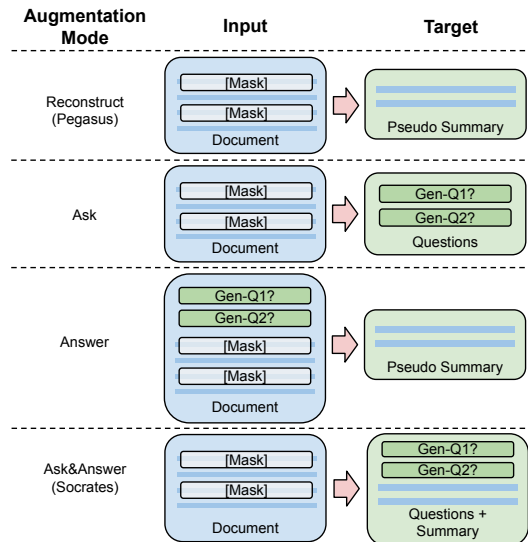 Augmentation Mode Input Target
Reconstruct (Pegasus)
[Mask]
[Mask]
Document
Pseudo Summary
Ask
[Mask]
[Mask]
Document
Gen-Q1?
Gen-Q2?
Questions
Answer
Gen-Q1?
Gen-Q2?
[Mask]
[Mask]
Document
Pseudo Summary
Ask&Answer
(Socrates)
[Mask]
[Mask]
Document
Gen-Q1?
Gen-Q2?
Questions +
Summary